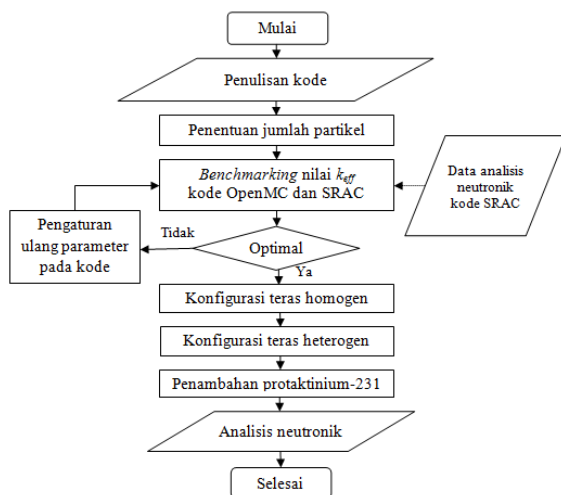 Mulai
Penulisan kode
Penentuan jumlah partikel
Benchmarking nilai keff
kode OpenMC dan SRAC
Data analisis
neutronik
kode SRAC
Pengaturan
ulang parameter
pada kode
Tidak
Optimal
Ya
Konfigurasi teras homogen
Konfigurasi teras heterogen
Penambahan protaktinium-231
Analisis neutronik
Selesai